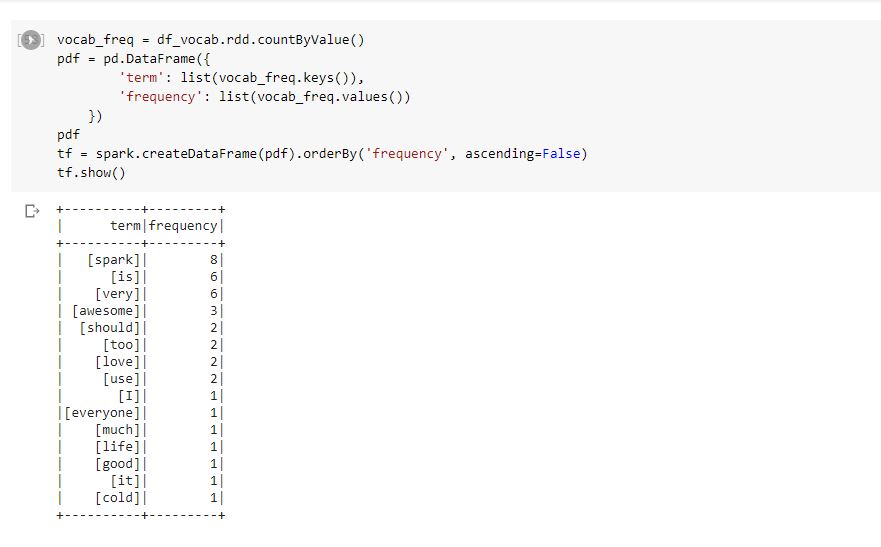 vocab_freq = df_vocab.rdd.countByValue()
pdf = pd.DataFrame({
        'term': list(vocab_freq.keys()),
        'frequency': list(vocab_freq.values())
    })
pdf
tf = spark.createDataFrame(pdf).orderBy('frequency', ascending=False)
tf.show()
+----------+---------+
|      term|frequency|
+----------+---------+
|   [spark]|        8|
|      [is]|        6|
|    [very]|        6|
| [awesome]|        3|
|  [should]|        2|
|     [too]|        2|
|    [love]|        2|
|     [use]|        2|
|       [I]|        1|
|[everyone]|        1|
|    [much]|        1|
|    [life]|        1|
|    [good]|        1|
|      [it]|        1|
|    [cold]|        1|
+----------+---------+